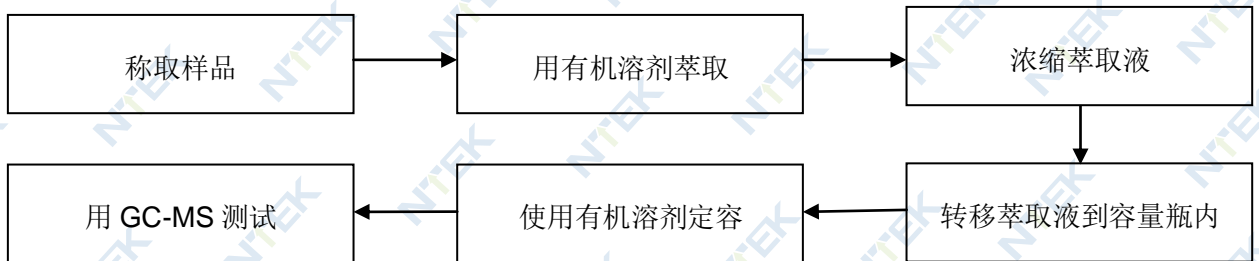 称取样品
用有机溶剂萃取
浓缩萃取液
转移萃取液到容量瓶内
使用有机溶剂定容
用 GC-MS 测试
NTEK